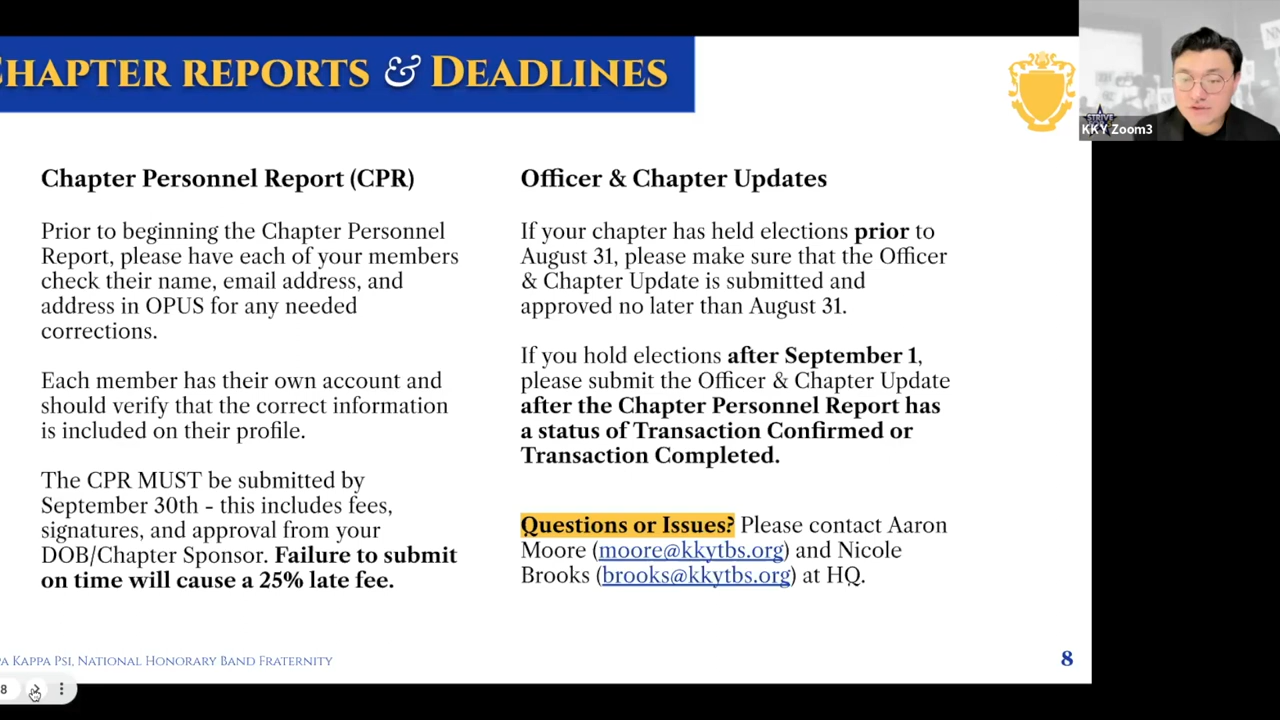 CHAPTER REPORTS & DEADLINES
Chapter Personnel Report (CPR)
Prior to beginning the Chapter Personnel
Report, please have each of your members
check their name, email address, and
address in OPUS for any needed
corrections.
Each member has their own account and
should verify that the correct information
is included on their profile.
The CPR MUST be submitted by
September 30th - this includes fees,
signatures, and approval from your
DOB/Chapter Sponsor. Failure to submit
on time will cause a 25% late fee.
Officer & Chapter Updates
If your chapter has held elections prior to
August 31, please make sure that the Officer
& Chapter Update is submitted and
approved no later than August 31.
If you hold elections after September 1,
please submit the Officer & Chapter Update
after the Chapter Personnel Report has
a status of Transaction Confirmed or
Transaction Completed.
Questions or Issues? Please contact Aaron
Moore (moore@kkytbs.org) and Nicole
Brooks (brooks@kkytbs.org) at HQ.
PA KAPPA PSI, NATIONAL HONORARY BAND FRATERNITY
8
8
STRIVE
KKY Zoom3